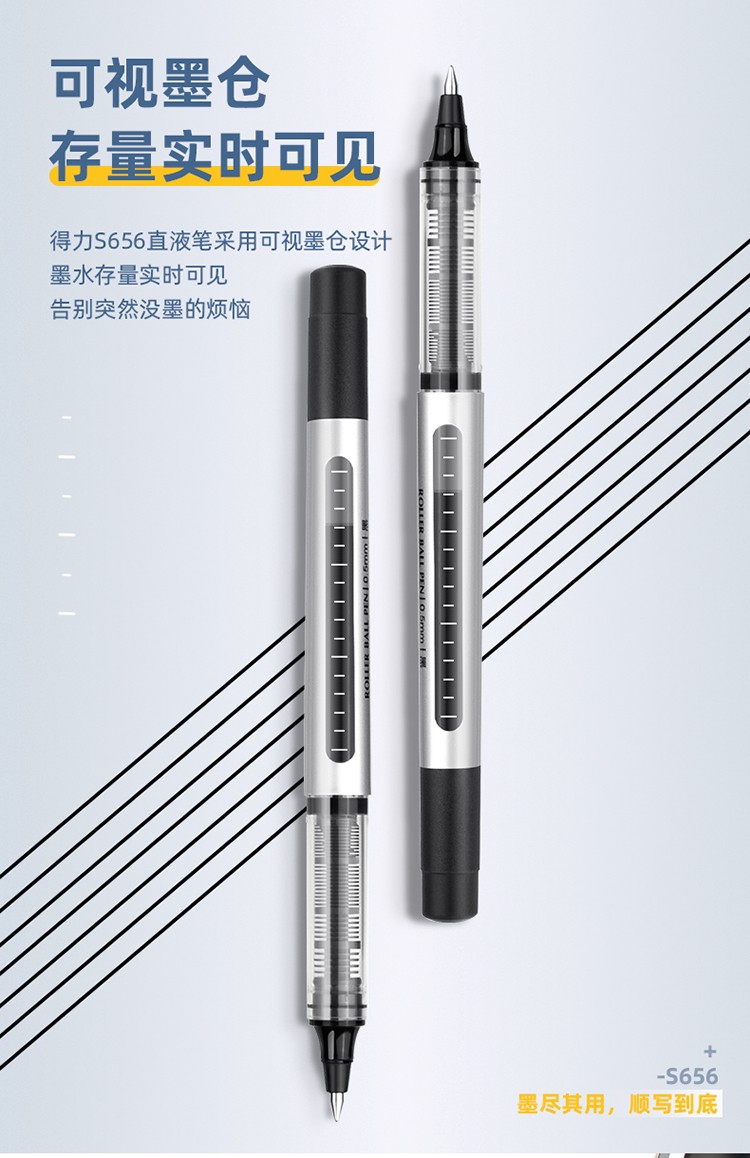 可视墨仓
存量实时可见
得力S656直液笔采用可视墨仓设计
墨水存量实时可见
告别突然没墨的烦恼
ROLLER BALL PEN | 0.5mm | 黑
ROLLER BALL PEN | 0.5mm | 黑
+
-S656
墨尽其用，顺写到底